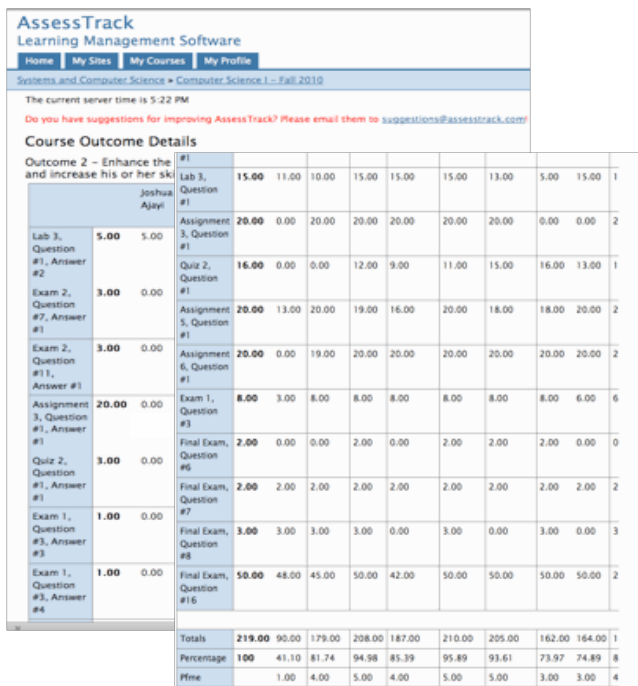 AssessTrack
Learning Management Software
Home My Sites My Courses My Profile
Systems and Computer Science » Computer Science I - Fall 2010
The current server time is 5:22 PM
Do you have suggestions for improving AssessTrack? Please email them to suggestions@assesstrack.com!
Course Outcome Details
Outcome 2 - Enhance the
and increase his or her ski
Joshua
Ajayi
Lab 3, 5.00 5.00
Question
#1, Answer
#2
Exam 2, 3.00 0.00
Question
#7, Answer
#1
Exam 2, 3.00 0.00
Question
#11,
Answer #1
Assignment 20.00 0.00
3, Question
#1, Answer
#1
Quiz 2, 3.00 0.00
Question
#1, Answer
#1
Exam 1, 1.00 0.00
Question
#3, Answer
#3
Exam 1, 1.00 0.00
Question
#3, Answer
#4
#1
Lab 3, 15.00 11.00 10.00 15.00 15.00 15.00 13.00 5.00 15.00 1
Question
#1
Assignment 20.00 0.00 20.00 20.00 20.00 20.00 20.00 0.00 0.00 2
3, Question
#1
Quiz 2, 16.00 0.00 0.00 12.00 9.00 11.00 15.00 16.00 13.00 1
Question
#1
Assignment 20.00 13.00 20.00 19.00 16.00 20.00 18.00 18.00 20.00 2
5, Question
#1
Assignment 20.00 0.00 19.00 20.00 20.00 20.00 20.00 20.00 20.00 2
6, Question
#1
Exam 1, 8.00 3.00 8.00 8.00 8.00 8.00 8.00 8.00 6.00 6
Question
#3
Final Exam, 2.00 0.00 0.00 2.00 0.00 2.00 2.00 2.00 0.00 0
Question
#6
Final Exam, 2.00 2.00 2.00 2.00 2.00 2.00 2.00 2.00 2.00 2
Question
#7
Final Exam, 3.00 3.00 3.00 3.00 0.00 3.00 0.00 3.00 0.00 3
Question
#8
Final Exam, 50.00 48.00 45.00 50.00 42.00 50.00 50.00 50.00 50.00 2
Question
#16
Totals 219.00 90.00 179.00 208.00 187.00 210.00 205.00 162.00 164.00 1
Percentage 100 41.10 81.74 94.98 85.39 95.89 93.61 73.97 74.89 8
Pfme 1.00 4.00 5.00 4.00 5.00 5.00 3.00 3.00 4